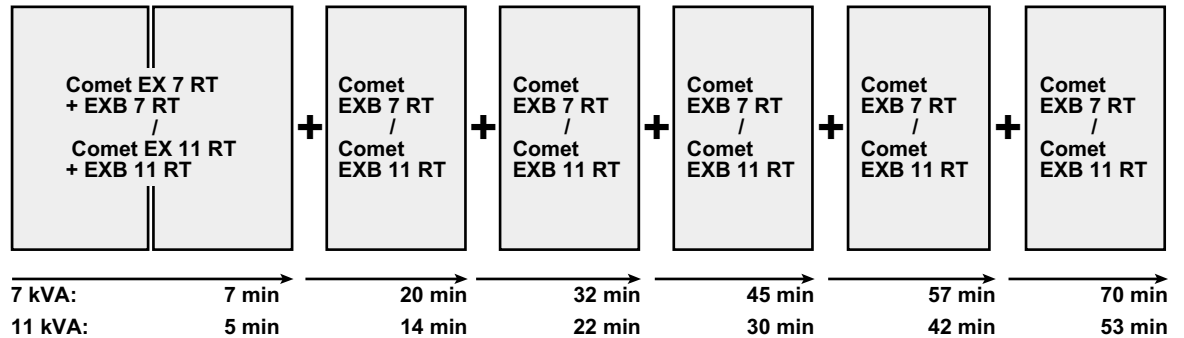 Comet EX 7 RT
+ EXB 7 RT
/
Comet EX 11 RT
+ EXB 11 RT
+
Comet
EXB 7 RT
/
Comet
EXB 11 RT
+
Comet
EXB 7 RT
/
Comet
EXB 11 RT
+
Comet
EXB 7 RT
/
Comet
EXB 11 RT
+
Comet
EXB 7 RT
/
Comet
EXB 11 RT
+
Comet
EXB 7 RT
/
Comet
EXB 11 RT
7 kVA: 7 min 20 min 32 min 45 min 57 min 70 min
11 kVA: 5 min 14 min 22 min 30 min 42 min 53 min